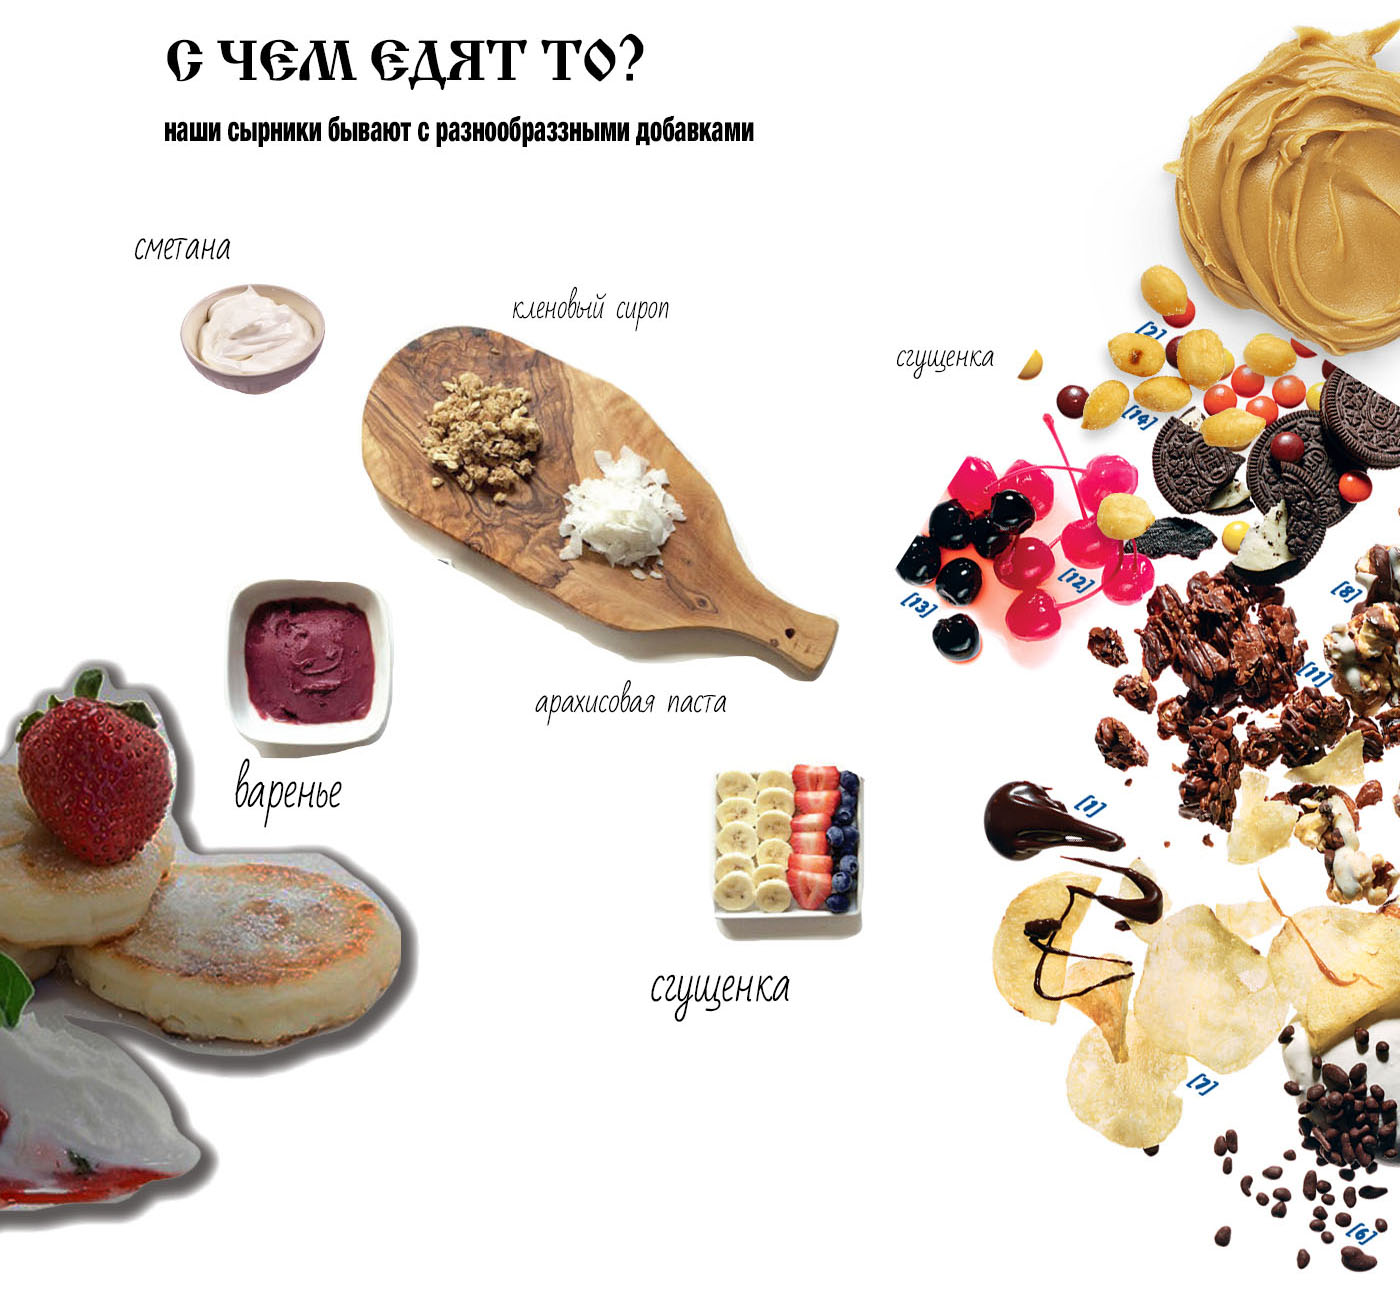 С ЧЕМ ЕДЯТ ТО?
наши сырники бывают с разнообраззными добавками
сметана
кленовый сироп
сгущенка
[2]
[14]
[12]
[13]
[8]
[11]
арахисовая паста
варенье
[1]
сгущенка
[7]
[6]